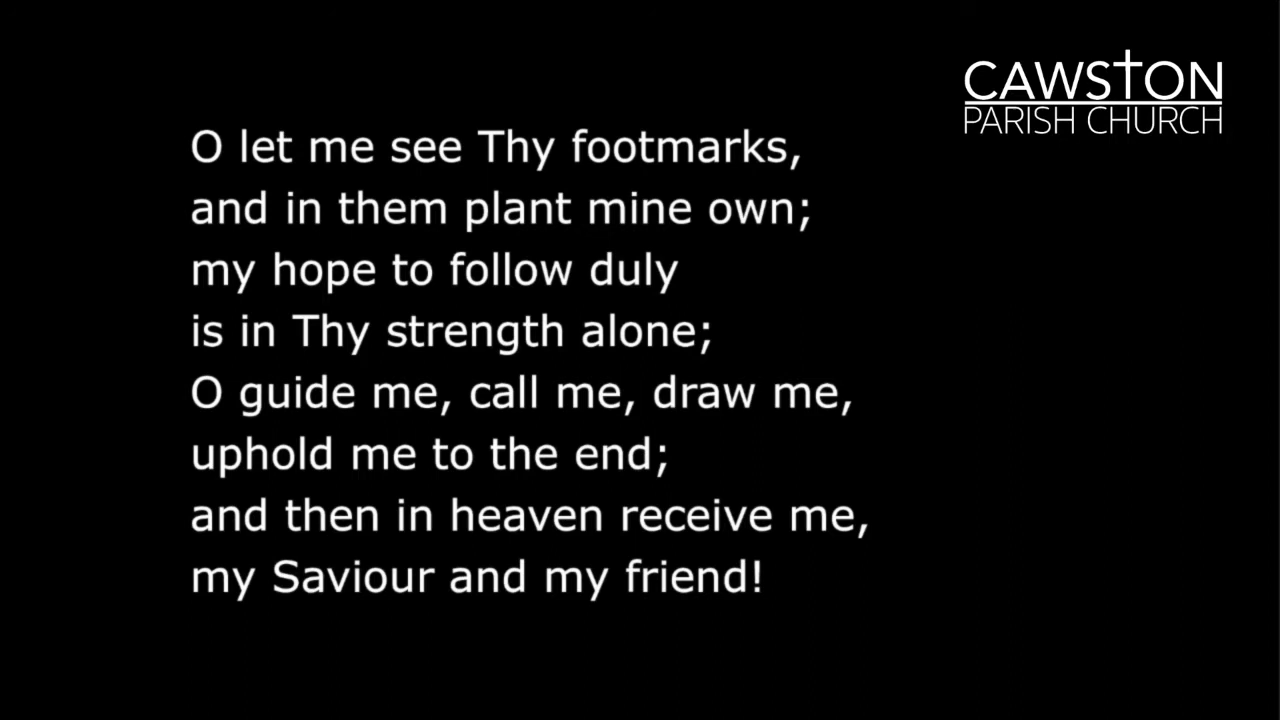 CAWSTON
PARISH CHURCH
O let me see Thy footmarks,
and in them plant mine own;
my hope to follow duly
is in Thy strength alone;
O guide me, call me, draw me,
uphold me to the end;
and then in heaven receive me,
my Saviour and my friend!